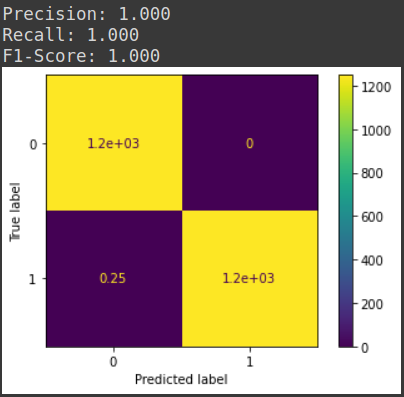 Precision: 1.000
Recall: 1.000
F1-Score: 1.000
True label
0
1.2e+03
0
1
0.25
1.2e+03
0
1
Predicted label
1200
1000
800
600
400
200
0